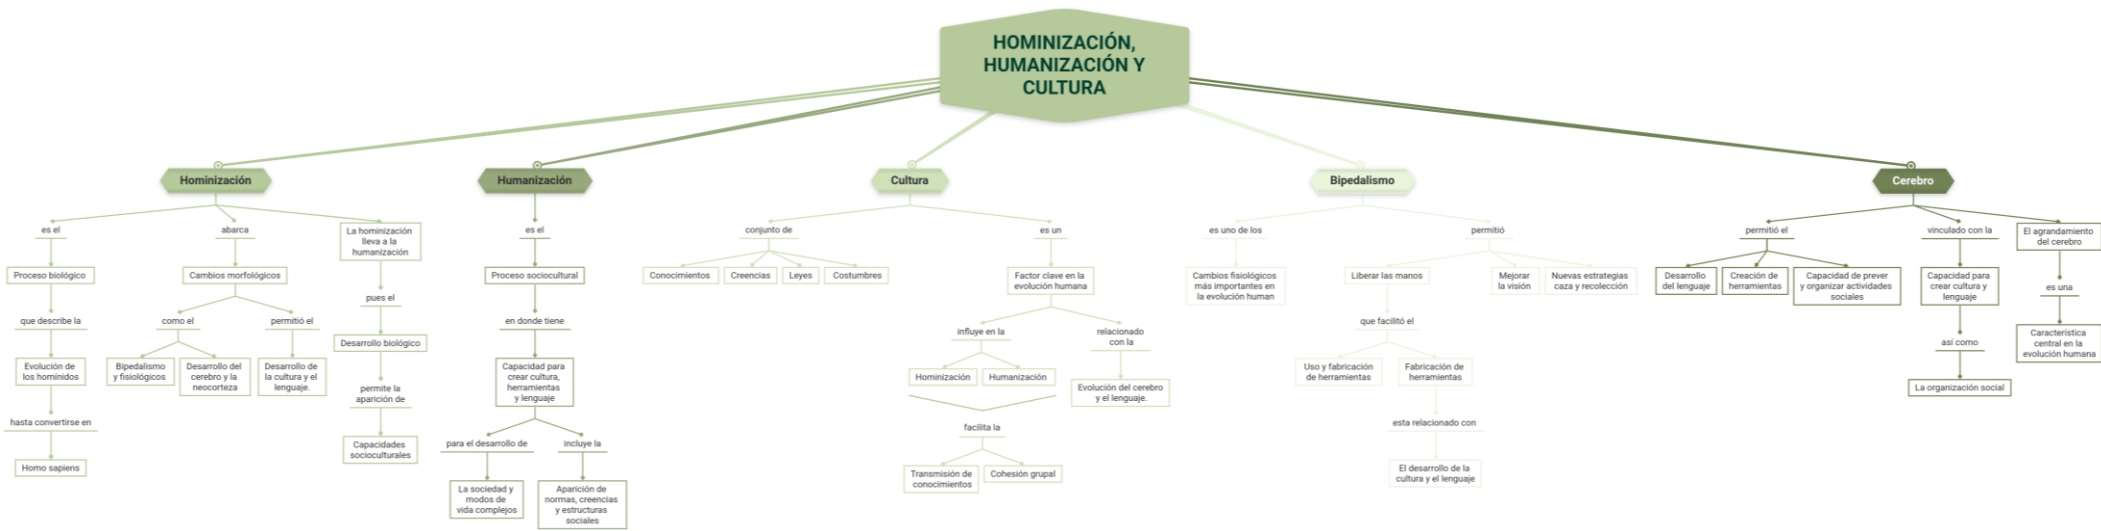 HOMINIZACIÓN,
HUMANIZACIÓN Y
CULTURA
Hominización
es el
Proceso biológico
que describe la
Evolución de
los homínidos
hasta convertirse en
Homo sapiens
abarca
Cambios morfológicos
como el
Bipedalismo
y fisiológicos
Desarrollo del
cerebro y la
neocorteza
permitió el
Desarrollo de
la cultura y el
lenguaje.
La hominización
lleva a la
humanización
pues el
Desarrollo biológico
permite la
aparición de
Capacidades
socioculturales
Humanización
es el
Proceso sociocultural
en donde tiene
Capacidad para
crear cultura,
herramientas
y lenguaje
para el desarrollo de
La sociedad y
modos de
vida complejos
incluye la
Aparición de
normas, creencias
y estructuras
sociales
Cultura
conjunto de
Conocimientos
Creencias
Leyes
Costumbres
es un
Factor clave en la
evolución humana
influye en la
Hominización
Humanización
facilita la
Transmisión de
conocimientos
Cohesión grupal
relacionado
con la
Evolución del cerebro
y el lenguaje.
Bipedalismo
es uno de los
Cambios fisiológicos
más importantes en
la evolución human
permitió
Liberar las manos
que facilitó el
Uso y fabricación
de herramientas
Fabricación de
herramientas
esta relacionado con
El desarrollo de la
cultura y el lenguaje
Mejorar
la visión
Nuevas estrategias
caza y recolección
Cerebro
permitió el
Desarrollo
del lenguaje
Creación de
herramientas
Capacidad de prever
y organizar actividades
sociales
vinculado con la
Capacidad para
crear cultura y
lenguaje
así como
La organización social
El agrandamiento
del cerebro
es una
Característica
central en la
evolución humana